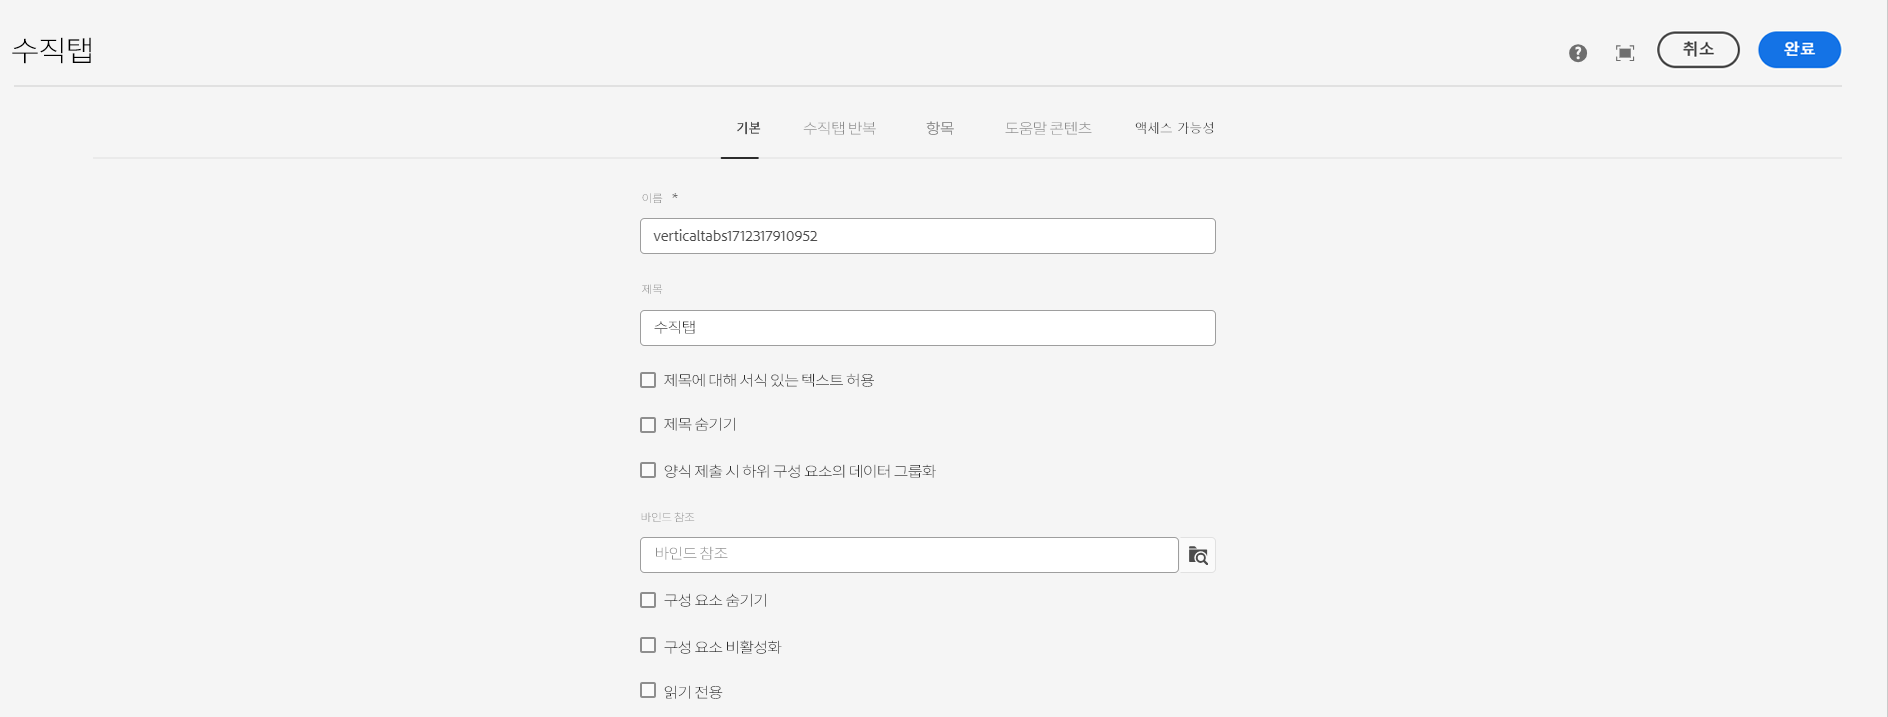 수직탭
취소 완료
기본 수직탭 반복 항목 도움말 콘텐츠 액세스 가능성
이름 *
verticaltabs1712317910952
제목
수직탭
제목에 대해 서식 있는 텍스트 허용
제목 숨기기
양식 제출 시 하위 구성 요소의 데이터 그룹화
바인드 참조
바인드 참조
구성 요소 숨기기
구성 요소 비활성화
읽기 전용